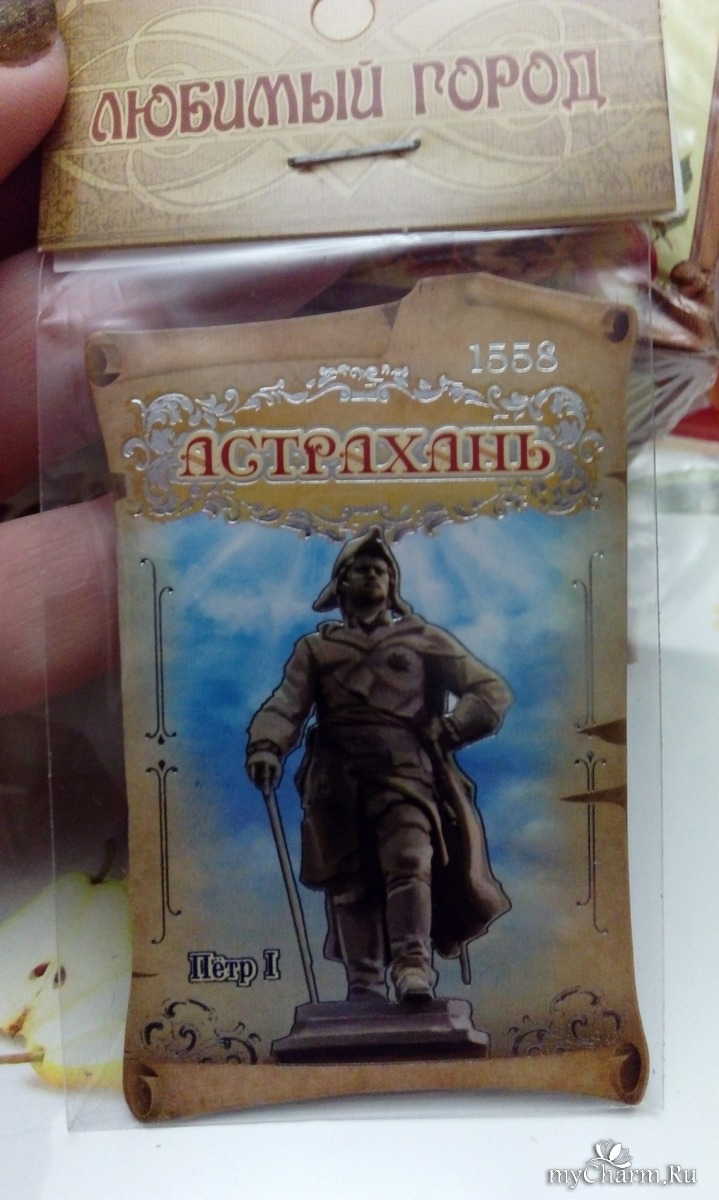 ЛЮБИМЫЙ ГОРОД
1558
АСТРАХАНЬ
Пётр I
myCharm.Ru